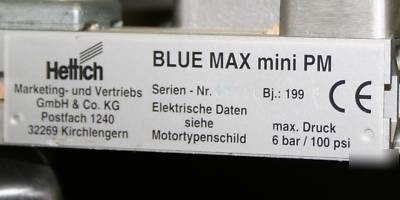 Hettich
Marketing- und Vertriebs
GmbH & Co. KG
Postfach 1240
32269 Kirchlengern
BLUE MAX mini PM
Serien - Nr. Bj.: 199
Elektrische Daten
siehe
Motortypenschild
max. Druck
6 bar / 100 psi
CE